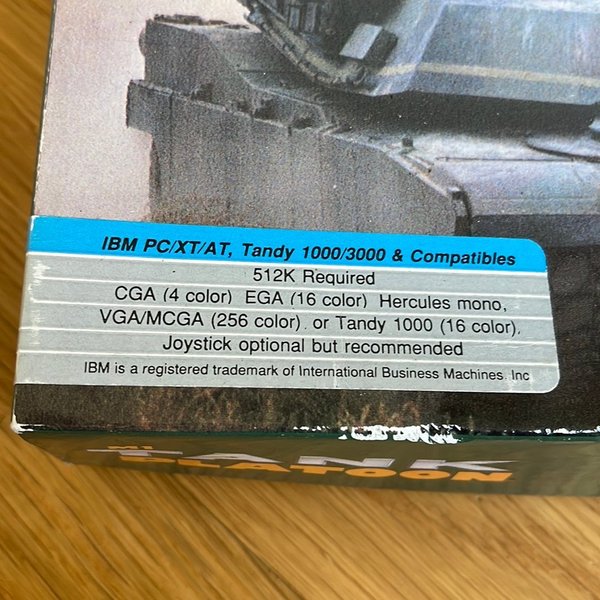 IBM PC/XT/AT, Tandy 1000/3000 & Compatibles
512K Required
CGA (4 color) EGA (16 color) Hercules mono,
VGA/MCGA (256 color), or Tandy 1000 (16 color).
Joystick optional but recommended
IBM is a registered trademark of International Business Machines, Inc
M1
TANK
PLATOON